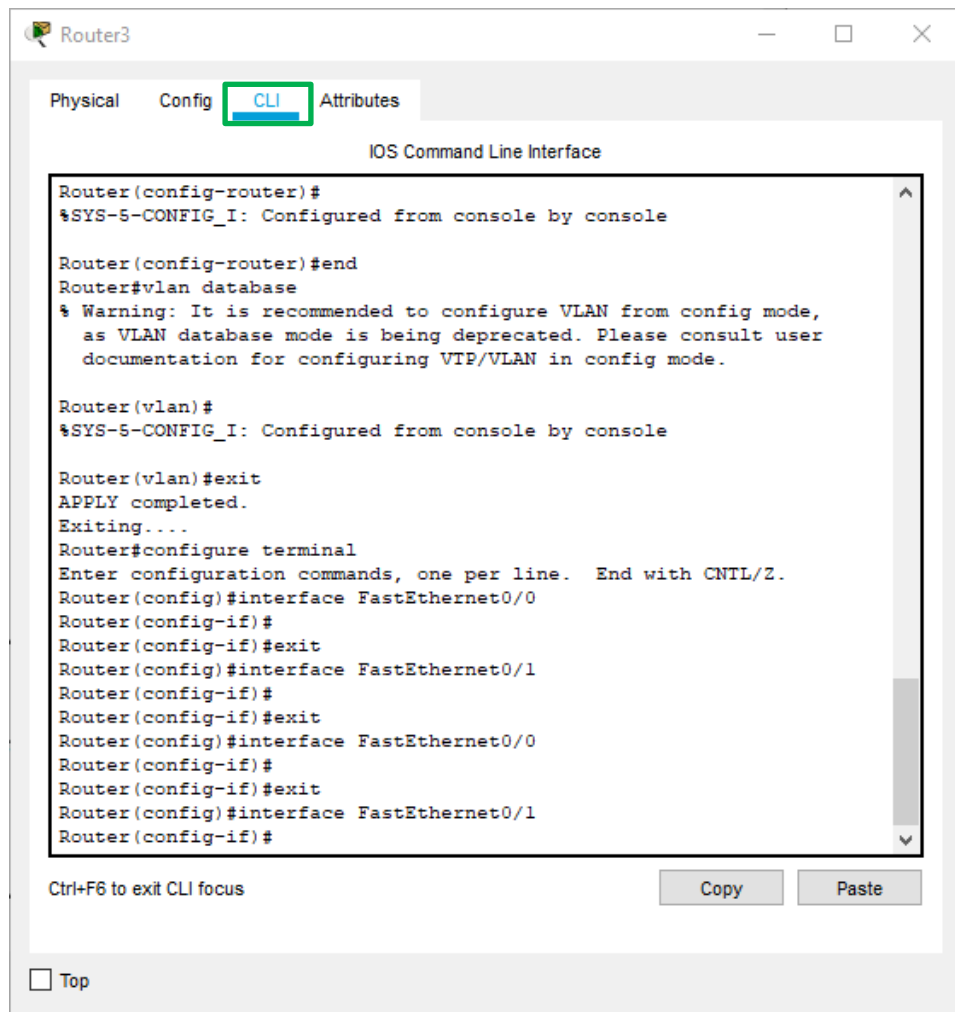 Router3
Physical Config CLI Attributes
IOS Command Line Interface
Router(config-router)#
%SYS-5-CONFIG_I: Configured from console by console
Router(config-router)#end
Router#vlan database
% Warning: It is recommended to configure VLAN from config mode,
as VLAN database mode is being deprecated. Please consult user
documentation for configuring VTP/VLAN in config mode.
Router(vlan)#
%SYS-5-CONFIG_I: Configured from console by console
Router(vlan)#exit
APPLY completed.
Exiting....
Router#configure terminal
Enter configuration commands, one per line.  End with CNTL/Z.
Router(config)#interface FastEthernet0/0
Router(config-if)#
Router(config-if)#exit
Router(config)#interface FastEthernet0/1
Router(config-if)#
Router(config-if)#exit
Router(config)#interface FastEthernet0/0
Router(config-if)#
Router(config-if)#exit
Router(config)#interface FastEthernet0/1
Router(config-if)#
Ctrl+F6 to exit CLI focus
Copy Paste
Top